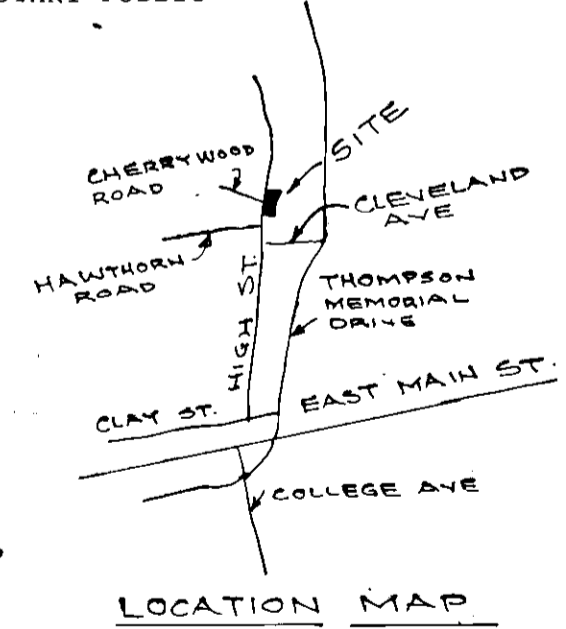 CHERRYWOOD
ROAD
SITE
CLEVELAND
AVE
HAWTHORN
ROAD
HIGH ST
THOMPSON
MEMORIAL
DRIVE
CLAY ST.
EAST MAIN ST.
COLLEGE AVE
LOCATION MAP